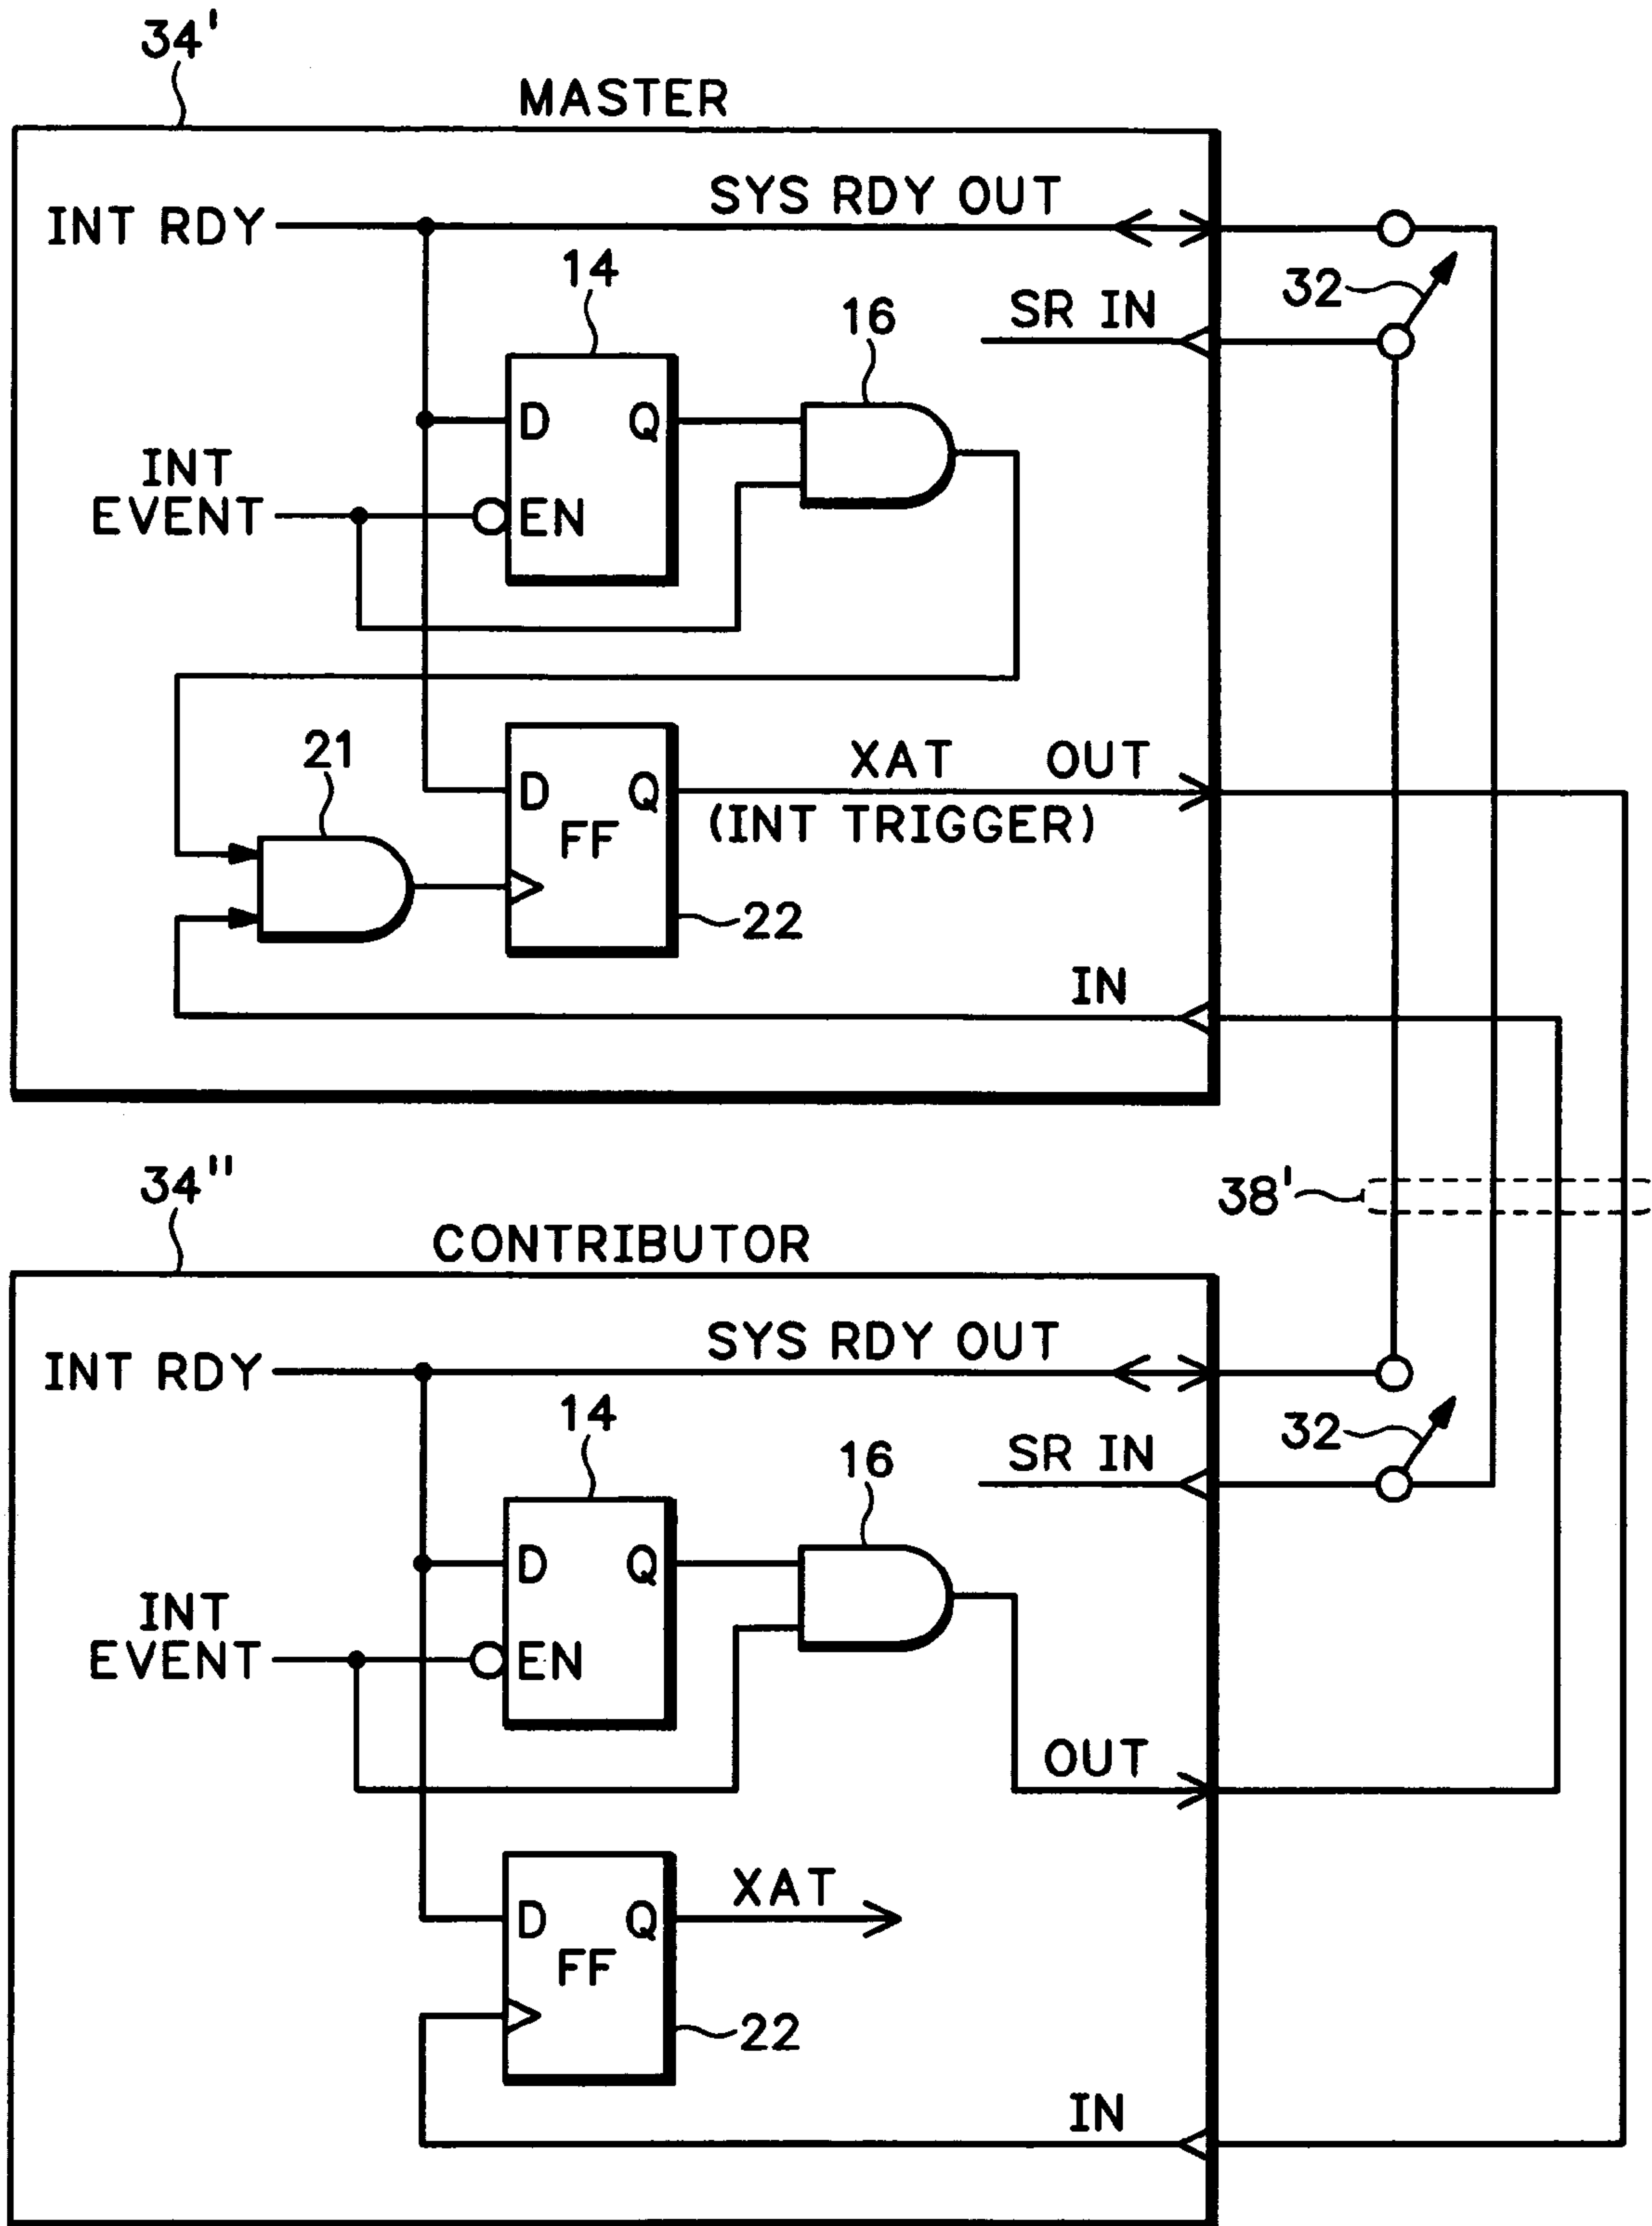 34'
MASTER
SYS RDY OUT
INT RDY
14
32
SR IN
16
D Q
INT
EVENT
EN
21
XAT OUT
D Q
(INT TRIGGER)
FF
22
IN
34"
38'
CONTRIBUTOR
SYS RDY OUT
INT RDY
14
32
SR IN
16
D Q
INT
EVENT
EN
OUT
XAT
D Q
FF
22
IN